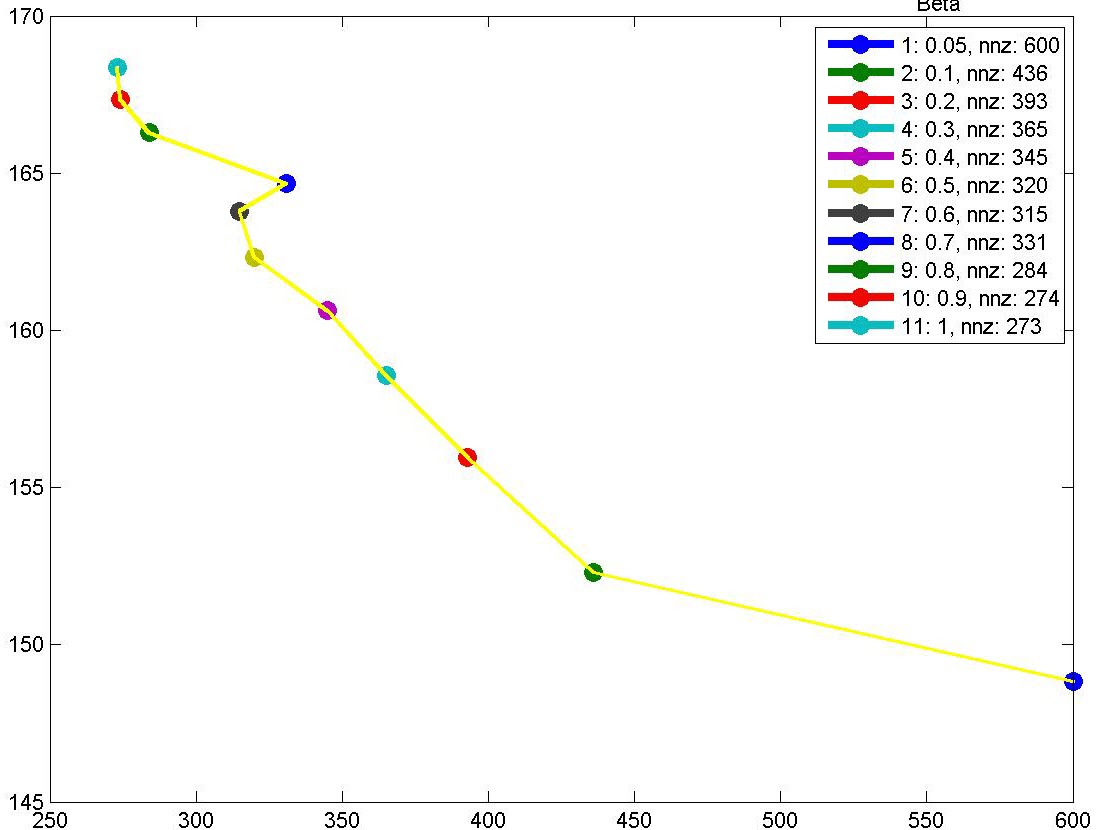 Beta
170
165
160
155
150
145
250
300
350
400
450
500
550
600
1: 0.05, nnz: 600
2: 0.1, nnz: 436
3: 0.2, nnz: 393
4: 0.3, nnz: 365
5: 0.4, nnz: 345
6: 0.5, nnz: 320
7: 0.6, nnz: 315
8: 0.7, nnz: 331
9: 0.8, nnz: 284
10: 0.9, nnz: 274
11: 1, nnz: 273